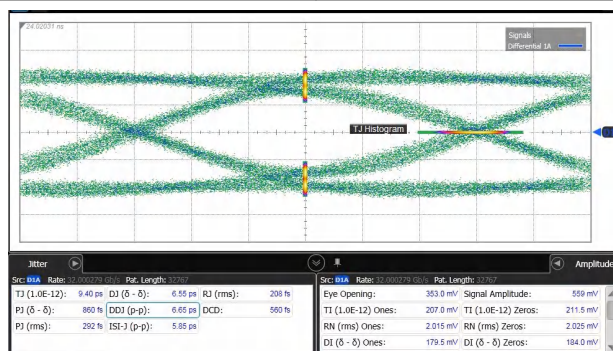 24.02031 ns
Signals
Differential 1A
TJ Histogram
Jitter
Amplitude
Src: D1A Rate: 32.000279 Gb/s Pat. Length: 32767
TJ (1.0E-12): 9.40 ps DJ (δ - δ): 6.55 ps RJ (rms): 208 fs
PJ (δ - δ): 860 fs DDJ (p-p): 6.65 ps DCD: 560 fs
PJ (rms): 292 fs ISI-J (p-p): 5.85 ps
Src: D1A Rate: 32.000279 Gb/s Pat. Length: 32767
Eye Opening: 353.0 mV Signal Amplitude: 559 mV
TI (1.0E-12) Ones: 207.0 mV TI (1.0E-12) Zeros: 211.5 mV
RN (rms) Ones: 2.015 mV RN (rms) Zeros: 2.025 mV
DI (δ - δ) Ones: 179.5 mV DI (δ - δ) Zeros: 184.0 mV